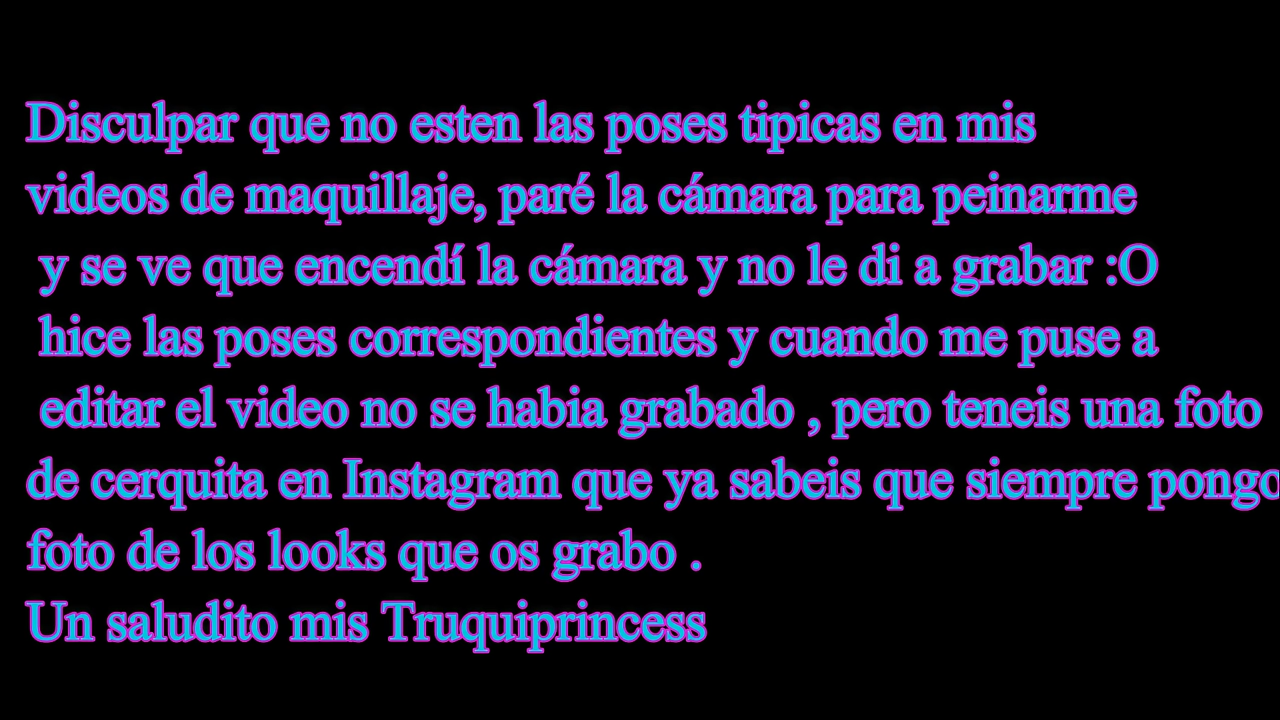 Disculpar que no esten las poses tipicas en mis
videos de maquillaje, paré la cámara para peinarme
y se ve que encendí la cámara y no le di a grabar :O
hice las poses correspondientes y cuando me puse a
editar el video no se habia grabado , pero teneis una foto
de cerquita en Instagram que ya sabeis que siempre pongo
foto de los looks que os grabo .
Un saludito mis Truquiprincess